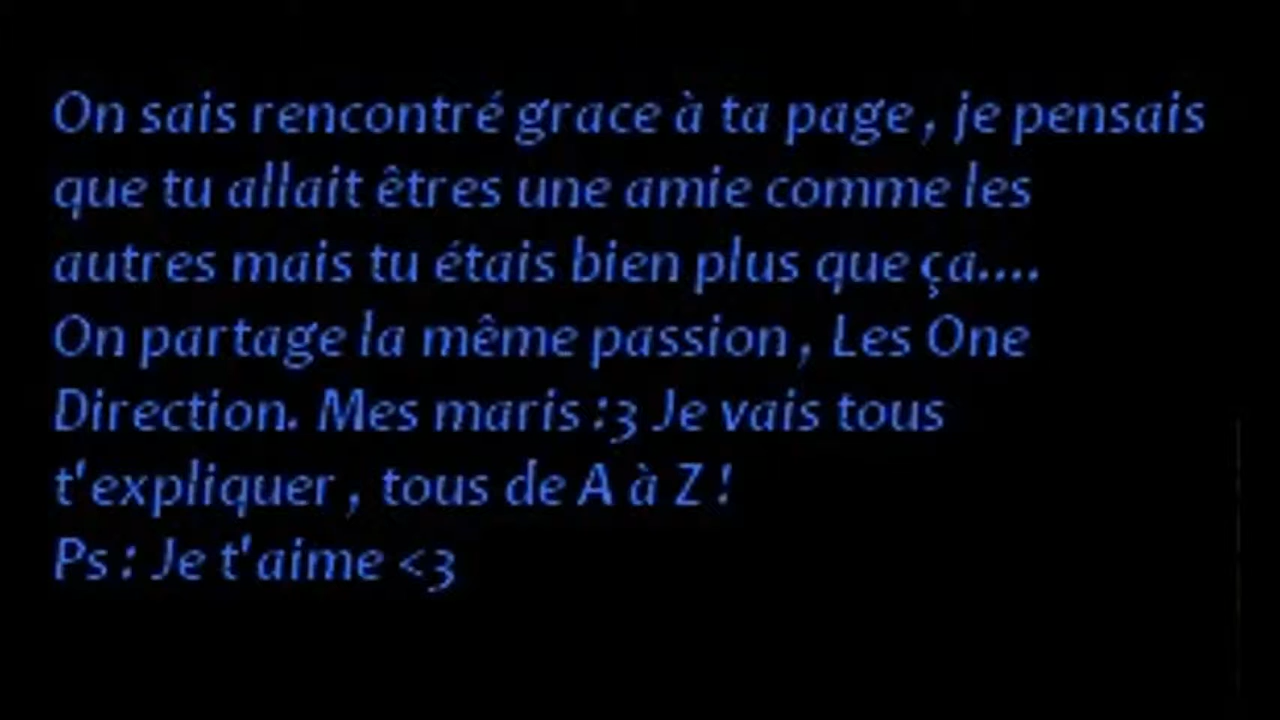 On sais rencontré grace à ta page , je pensais
que tu allait êtres une amie comme les
autres mais tu étais bien plus que ça....
On partage la même passion , Les One
Direction. Mes maris :3 Je vais tous
t'expliquer , tous de A à Z !
Ps : Je t'aime <3